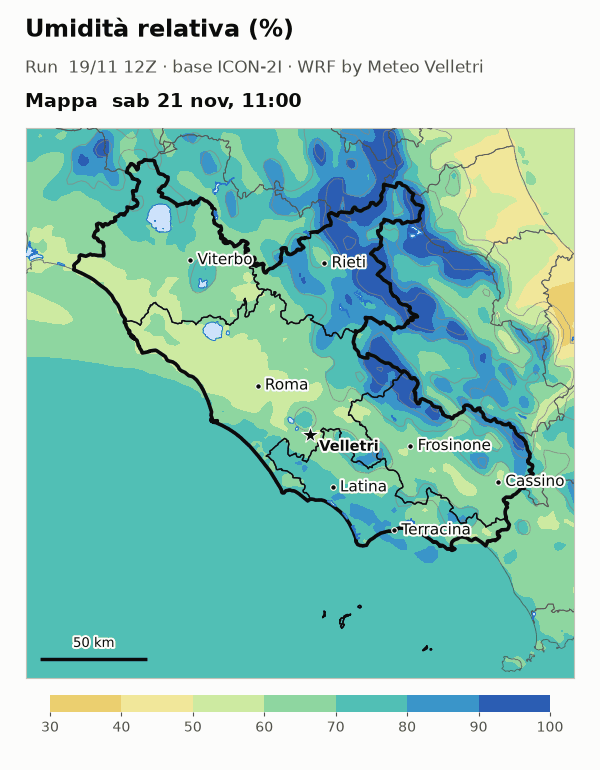 Umidità relativa (%)
Run 19/11 12Z · base ICON-2I · WRF by Meteo Velletri
Mappa sab 21 nov, 11:00
Viterbo
Rieti
Roma
Velletri
Frosinone
Latina
Cassino
Terracina
50 km
30 40 50 60 70 80 90 100